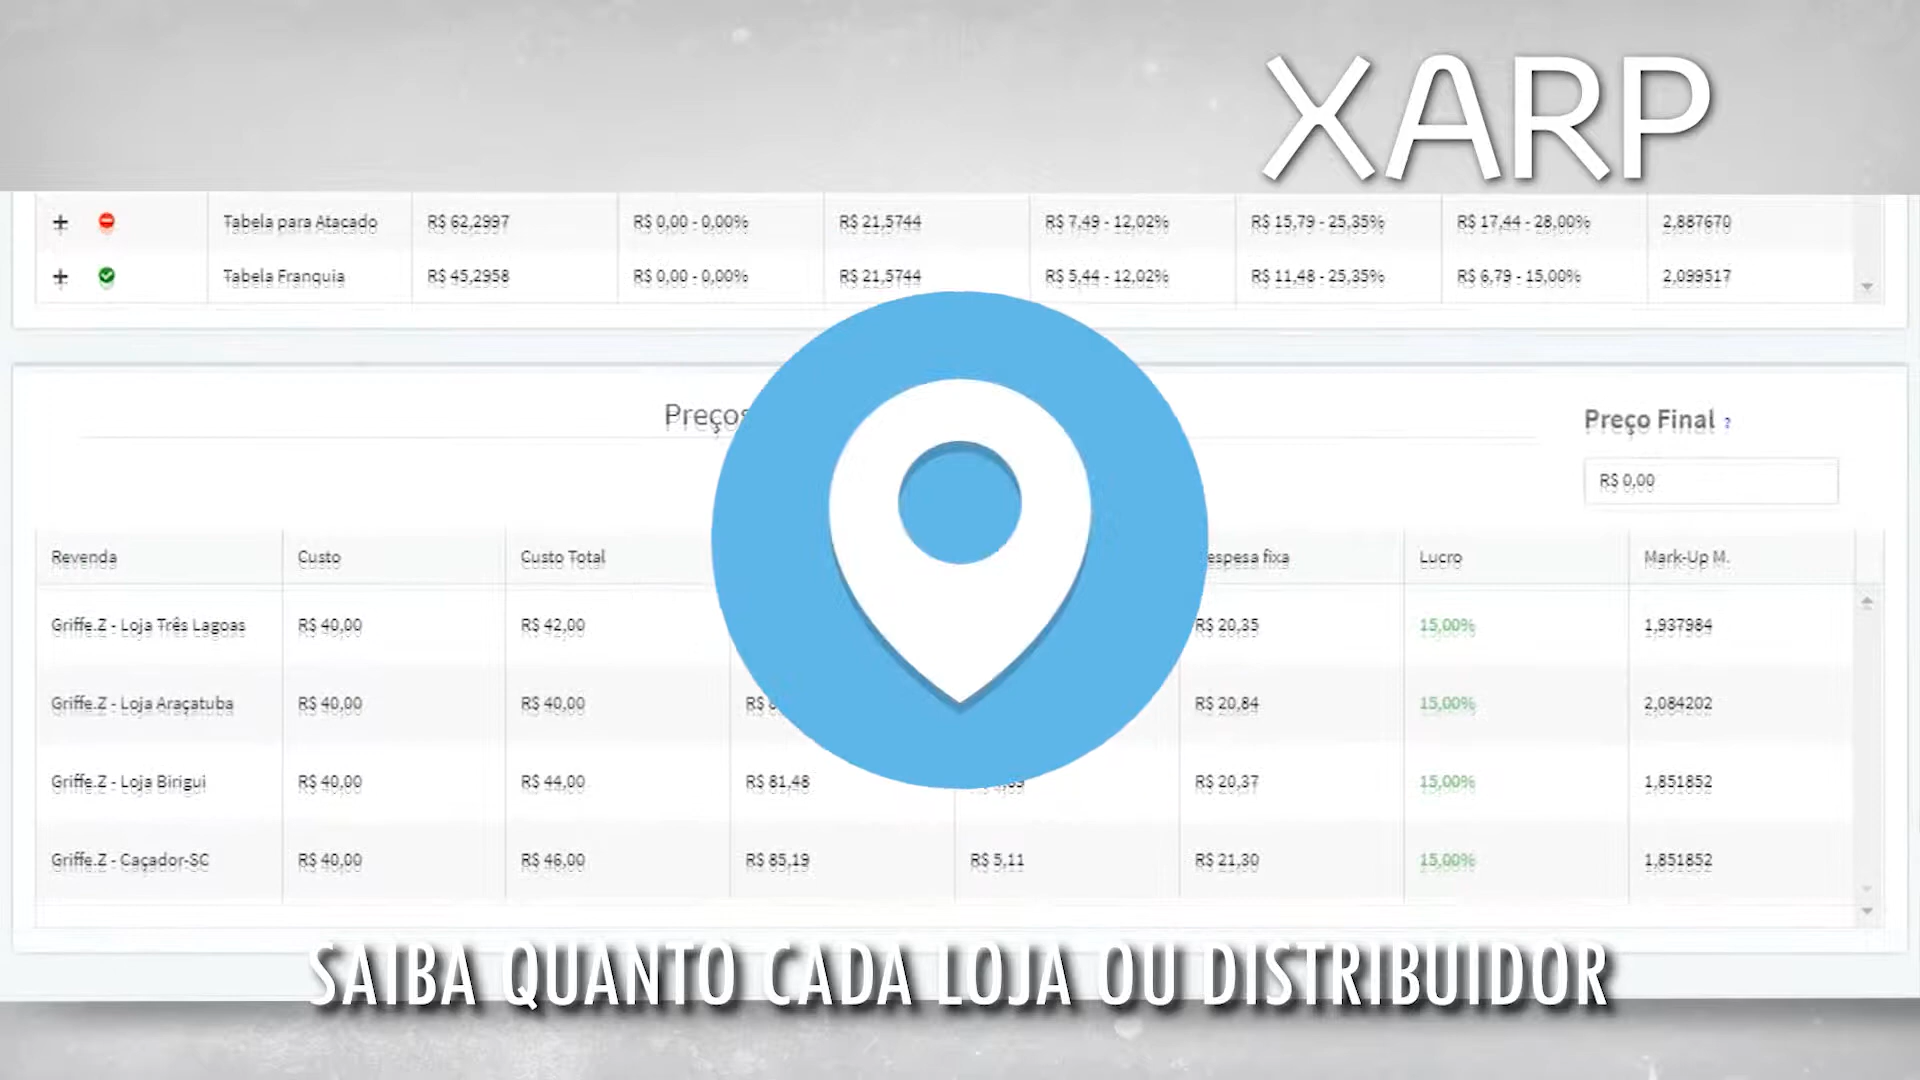 XARP
Tabela para Atacado R$ 62,2997 R$ 0,00 - 0,00% R$ 21,5744 R$ 7,49 - 12,02% R$ 15,79 - 25,35% R$ 17,44 - 28,00% 2,887670
Tabela Franquia R$ 45,2958 R$ 0,00 - 0,00% R$ 21,5744 R$ 5,44 - 12,02% R$ 11,48 - 25,35% R$ 6,79 - 15,00% 2,099517
Preços
Preço Final ?
R$ 0,00
Revenda Custo Custo Total espesa fixa Lucro Mark-Up M.
Griffe.Z - Loja Três Lagoas R$ 40,00 R$ 42,00 R$ 20,35 15,00% 1,937984
Griffe.Z - Loja Araçatuba R$ 40,00 R$ 40,00 R$ R$ 20,84 15,00% 2,084202
Griffe.Z - Loja Birigui R$ 40,00 R$ 44,00 R$ 81,48 R$ 20,37 15,00% 1,851852
Griffe.Z - Caçador-SC R$ 40,00 R$ 46,00 R$ 85,19 R$ 5,11 R$ 21,30 15,00% 1,851852
SAIBA QUANTO CADA LOJA OU DISTRIBUIDOR